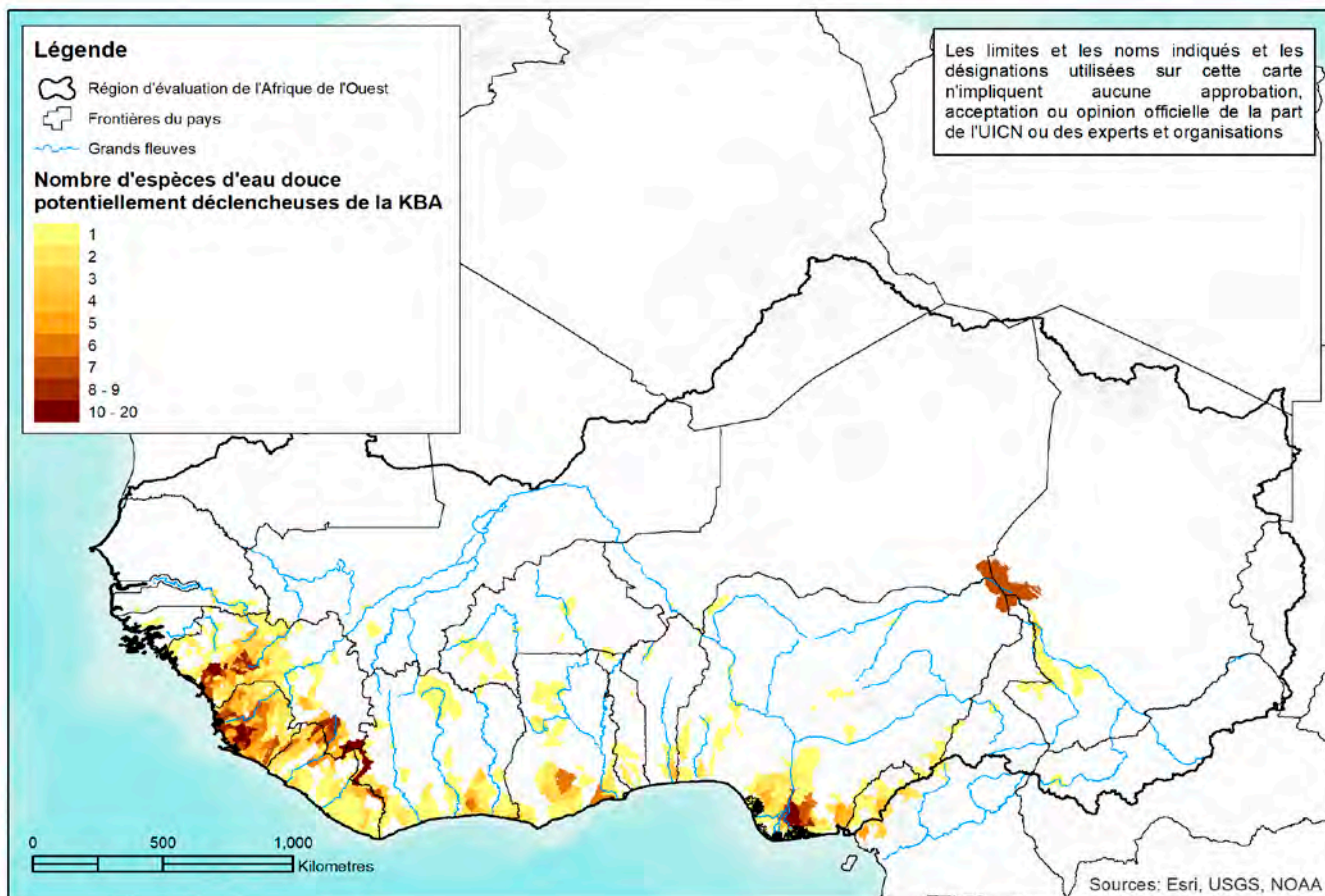 Légende
Région d'évaluation de l'Afrique de l'Ouest
Frontières du pays
Grands fleuves
Nombre d'espèces d'eau douce
potentiellement déclencheuses de la KBA
1
2
3
4
5
6
7
8 - 9
10 - 20
Les limites et les noms indiqués et les
désignations utilisées sur cette carte
n'impliquent aucune approbation,
acceptation ou opinion officielle de la part
de l'UICN ou des experts et organisations
0 500 1,000
Kilometres
Sources: Esri, USGS, NOAA